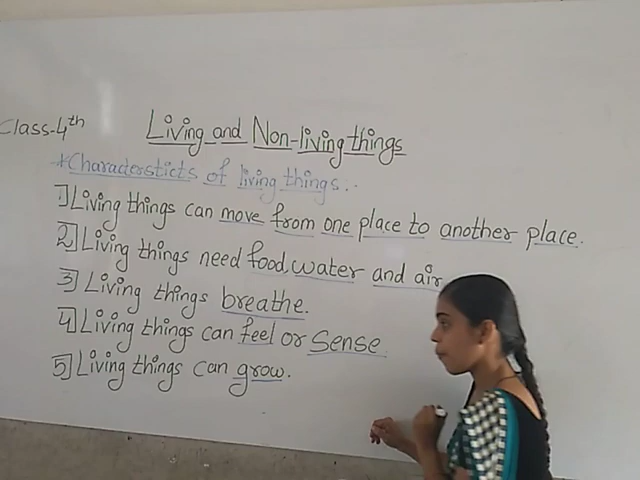 Class-4th
Living and Non-living things
*Charactersticts of living things:-
1] Living things can move from one place to another place.
2] Living things need food, water and air
3] Living things breathe.
4] Living things can feel or sense.
5] Living things can grow.